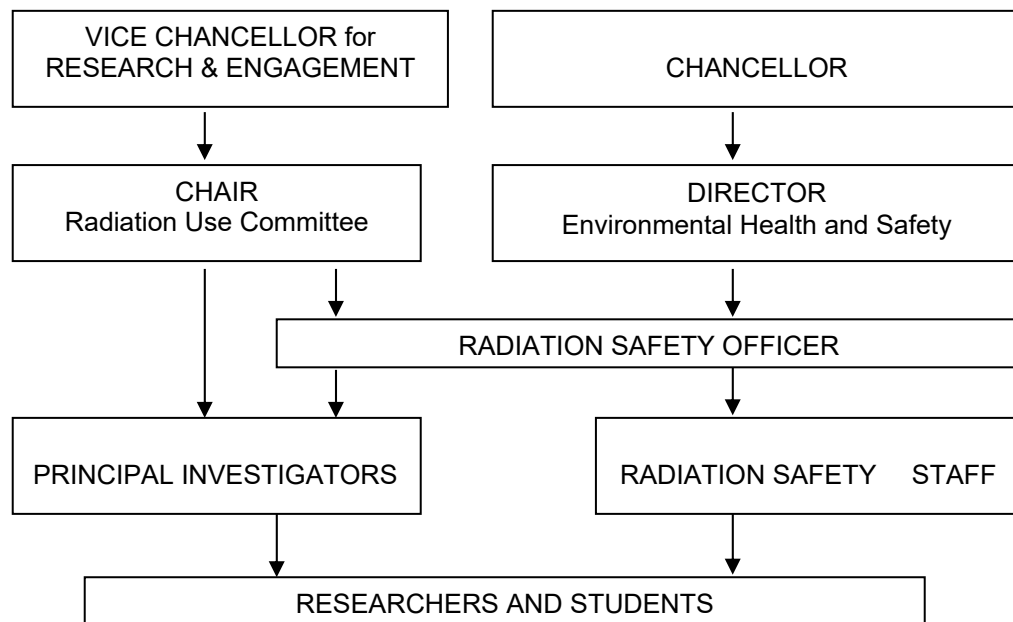 VICE CHANCELLOR for
RESEARCH & ENGAGEMENT
CHANCELLOR
CHAIR
Radiation Use Committee
DIRECTOR
Environmental Health and Safety
RADIATION SAFETY OFFICER
PRINCIPAL INVESTIGATORS
RADIATION SAFETY STAFF
RESEARCHERS AND STUDENTS